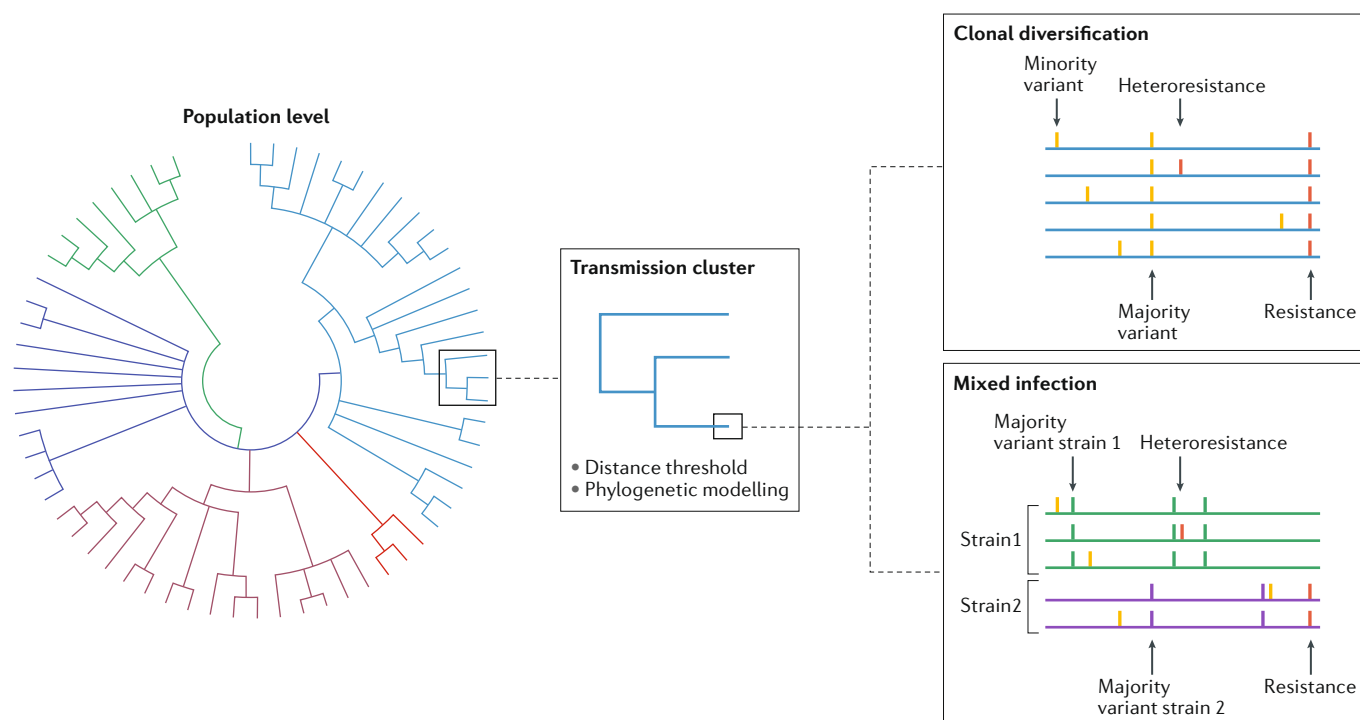 Population level
Transmission cluster
• Distance threshold
• Phylogenetic modelling
Clonal diversification
Minority
variant
Heteroresistance
Majority
variant
Resistance
Mixed infection
Majority
variant strain 1
Heteroresistance
Strain1
Strain2
Majority
variant strain 2
Resistance